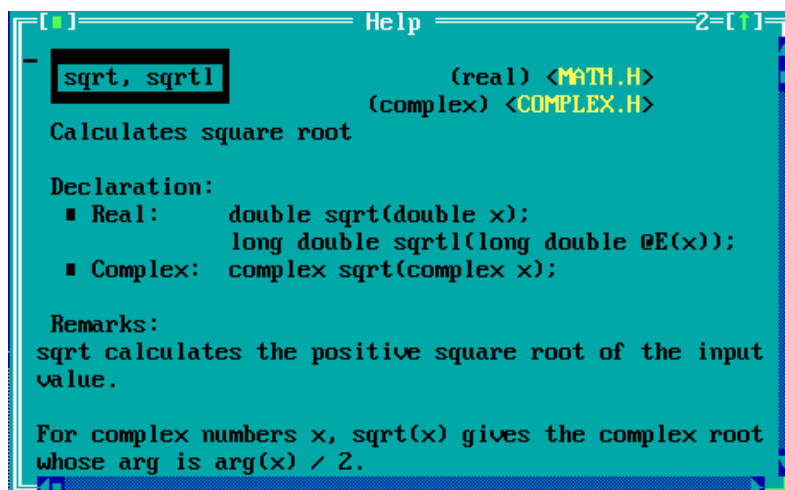 [■] Help 2=[↑]
sqrt, sqrtl (real) <MATH.H>
(complex) <COMPLEX.H>
Calculates square root
Declaration:
■ Real: double sqrt(double x);
long double sqrtl(long double @E(x));
■ Complex: complex sqrt(complex x);
Remarks:
sqrt calculates the positive square root of the input
value.
For complex numbers x, sqrt(x) gives the complex root
whose arg is arg(x) / 2.